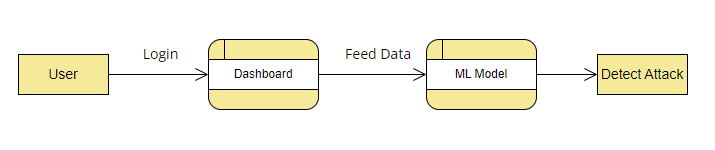 Login
Feed Data
User
Dashboard
ML Model
Detect Attack